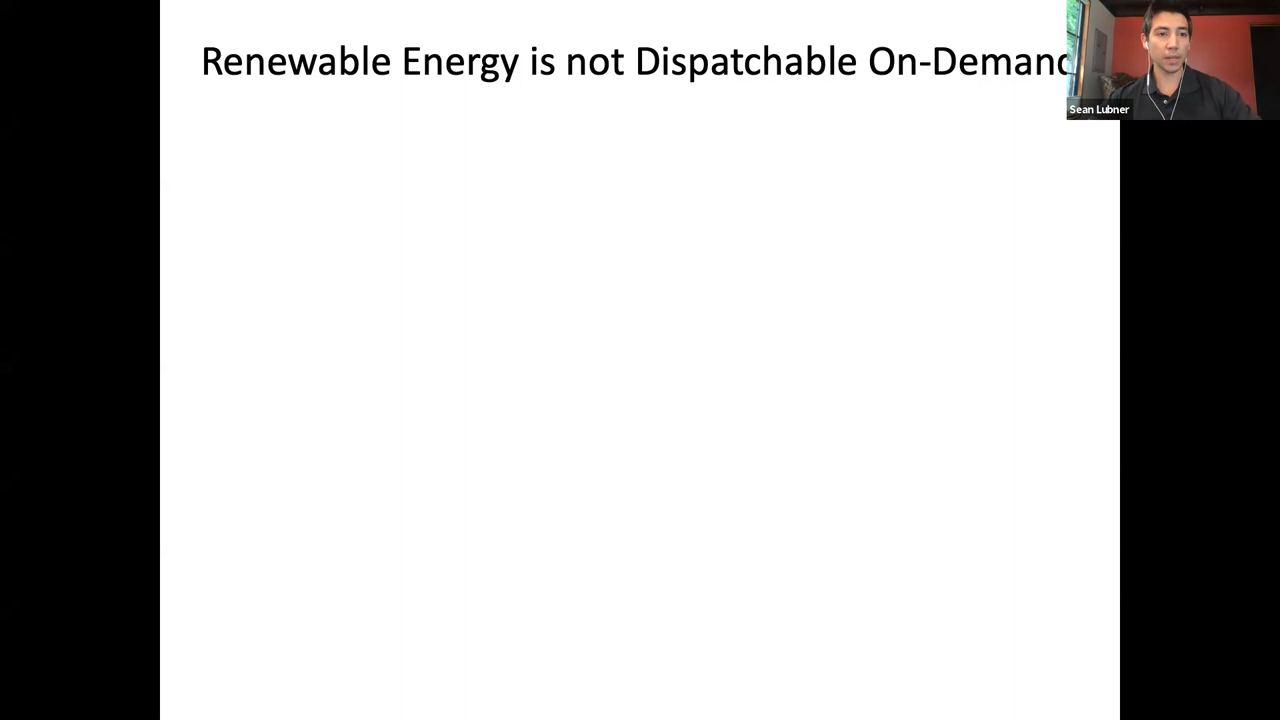 Renewable Energy is not Dispatchable On-Demand
Sean Lubner